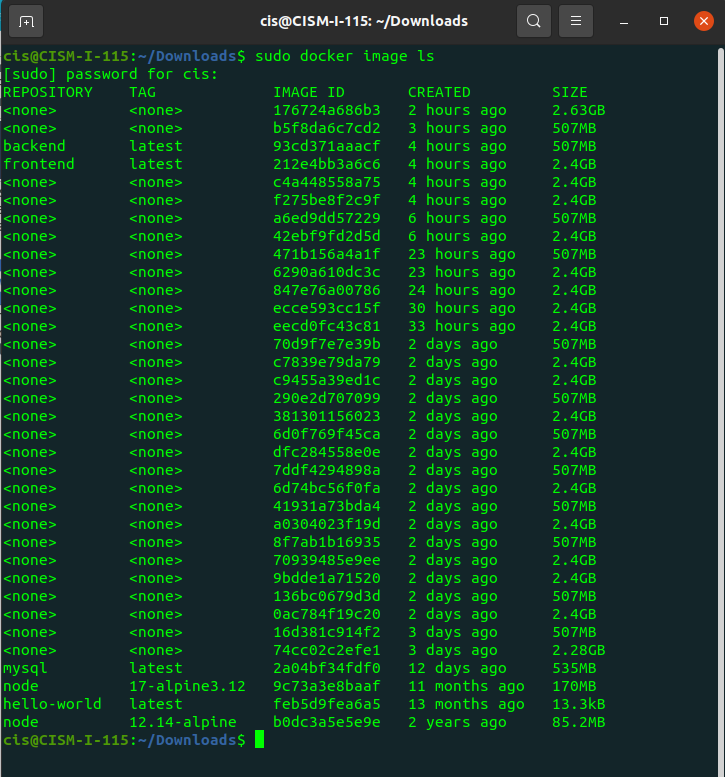 cis@CISM-I-115: ~/Downloads
cis@CISM-I-115:~/Downloads$ sudo docker image ls
[sudo] password for cis:
REPOSITORY TAG IMAGE ID CREATED SIZE
<none> <none> 176724a686b3 2 hours ago 2.63GB
<none> <none> b5f8da6c7cd2 3 hours ago 507MB
backend latest 93cd371aaacf 4 hours ago 507MB
frontend latest 212e4bb3a6c6 4 hours ago 2.4GB
<none> <none> c4a448558a75 4 hours ago 2.4GB
<none> <none> f275be8f2c9f 4 hours ago 2.4GB
<none> <none> a6ed9dd57229 6 hours ago 507MB
<none> <none> 42ebf9fd2d5d 6 hours ago 2.4GB
<none> <none> 471b156a4a1f 23 hours ago 507MB
<none> <none> 6290a610dc3c 23 hours ago 2.4GB
<none> <none> 847e76a00786 24 hours ago 2.4GB
<none> <none> ecce593cc15f 30 hours ago 2.4GB
<none> <none> eecd0fc43c81 33 hours ago 2.4GB
<none> <none> 70d9f7e7e39b 2 days ago 507MB
<none> <none> c7839e79da79 2 days ago 2.4GB
<none> <none> c9455a39ed1c 2 days ago 2.4GB
<none> <none> 290e2d707099 2 days ago 507MB
<none> <none> 381301156023 2 days ago 2.4GB
<none> <none> 6d0f769f45ca 2 days ago 507MB
<none> <none> dfc284558e0e 2 days ago 2.4GB
<none> <none> 7ddf4294898a 2 days ago 507MB
<none> <none> 6d74bc56f0fa 2 days ago 2.4GB
<none> <none> 41931a73bda4 2 days ago 507MB
<none> <none> a0304023f19d 2 days ago 2.4GB
<none> <none> 8f7ab1b16935 2 days ago 507MB
<none> <none> 70939485e9ee 2 days ago 2.4GB
<none> <none> 9bdde1a71520 2 days ago 2.4GB
<none> <none> 136bc0679d3d 2 days ago 507MB
<none> <none> 0ac784f19c20 2 days ago 2.4GB
<none> <none> 16d381c914f2 3 days ago 507MB
<none> <none> 74cc02c2efe1 3 days ago 2.28GB
mysql latest 2a04bf34fdf0 12 days ago 535MB
node 17-alpine3.12 9c73a3e8baaf 11 months ago 170MB
hello-world latest feb5d9fea6a5 13 months ago 13.3kB
node 12.14-alpine b0dc3a5e5e9e 2 years ago 85.2MB
cis@CISM-I-115:~/Downloads$